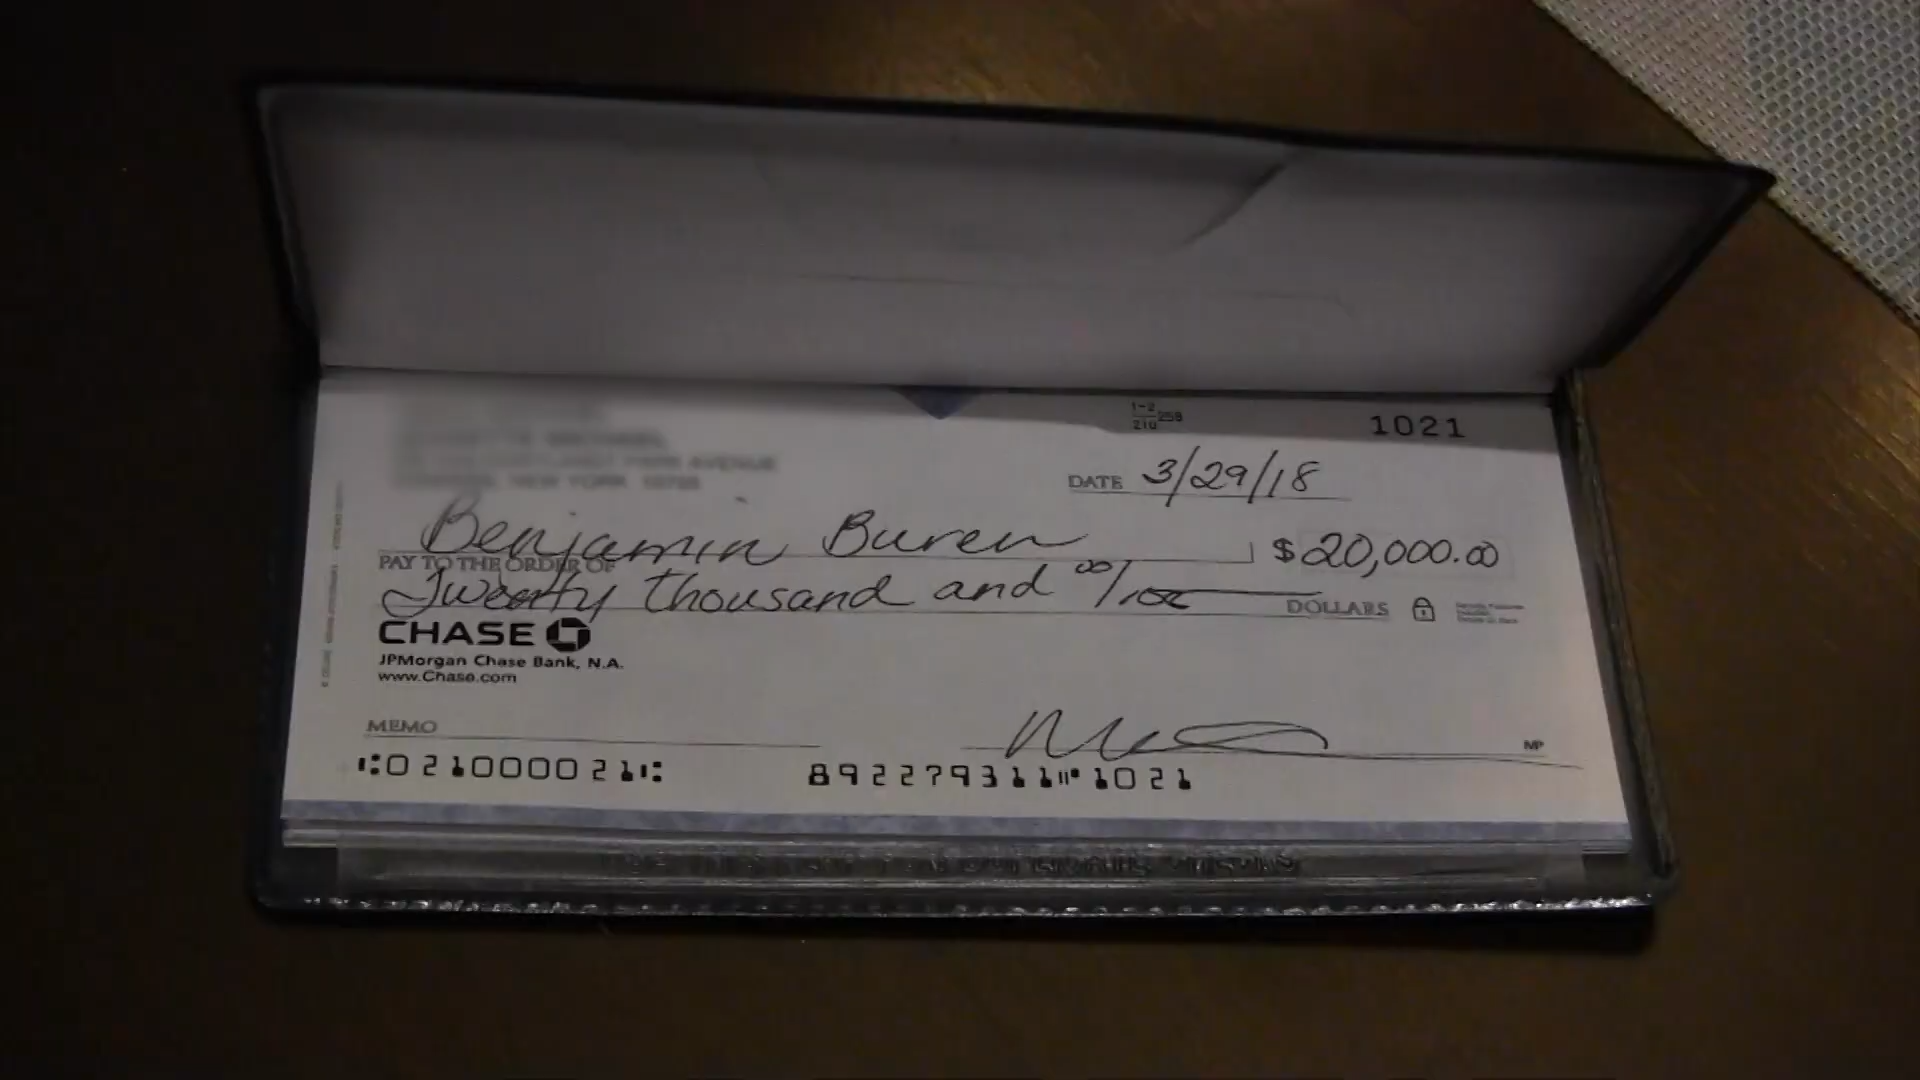 1-2
210 259
1021
DATE 3/29/18
Benjamin Buren
PAY TO THE ORDER OF
$ 20,000.00
Twenty thousand and 00/100
DOLLARS
CHASE
JPMorgan Chase Bank, N.A.
www.Chase.com
MEMO
MP
⑆021000021⑆ 892279311⑈1021